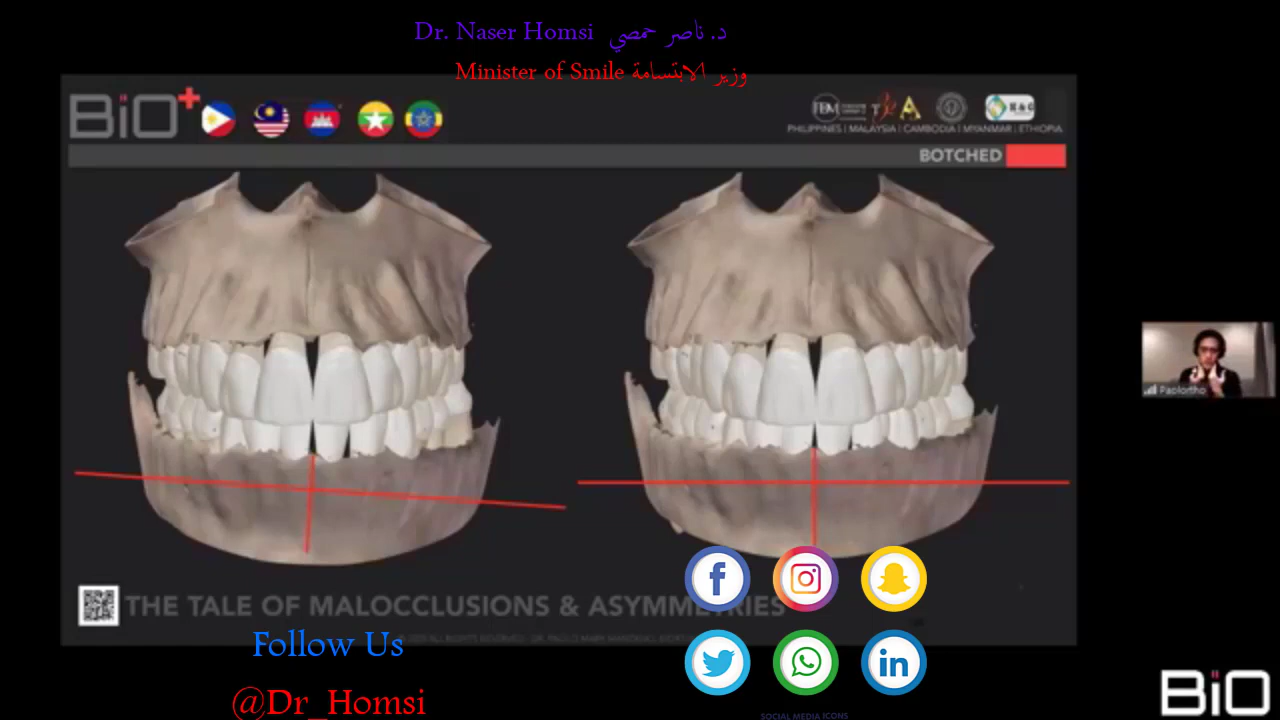 Dr. Naser Homsi د. ناصر حمصي
Minister of Smile وزير الابتسامة
BiO+
PHILIPPINES | MALAYSIA | CAMBODIA | MYANMAR | ETHIOPIA
BOTCHED
Paolortho
THE TALE OF MALOCCLUSIONS & ASYMMETRIES
Follow Us
@Dr_Homsi
SOCIAL MEDIA ICONS
BiO